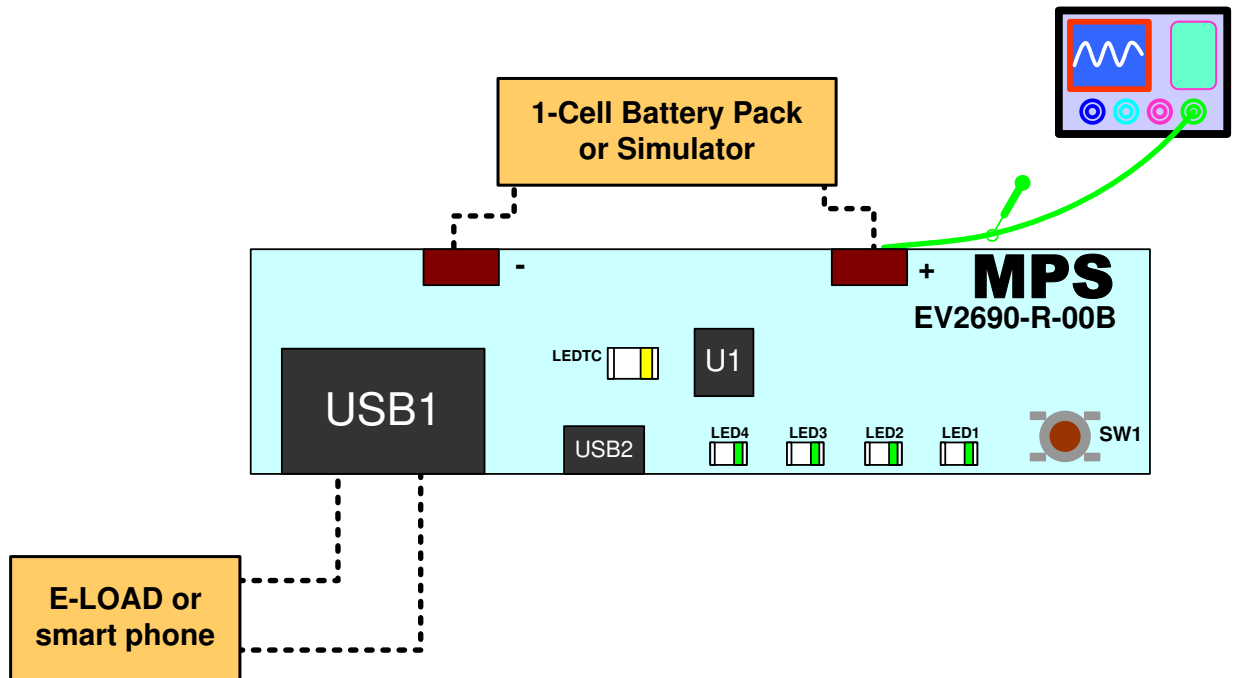 1-Cell Battery Pack
or Simulator
- + MPS
EV2690-R-00B
LEDTC
U1
USB1
USB2
LED4 LED3 LED2 LED1
SW1
E-LOAD or
smart phone